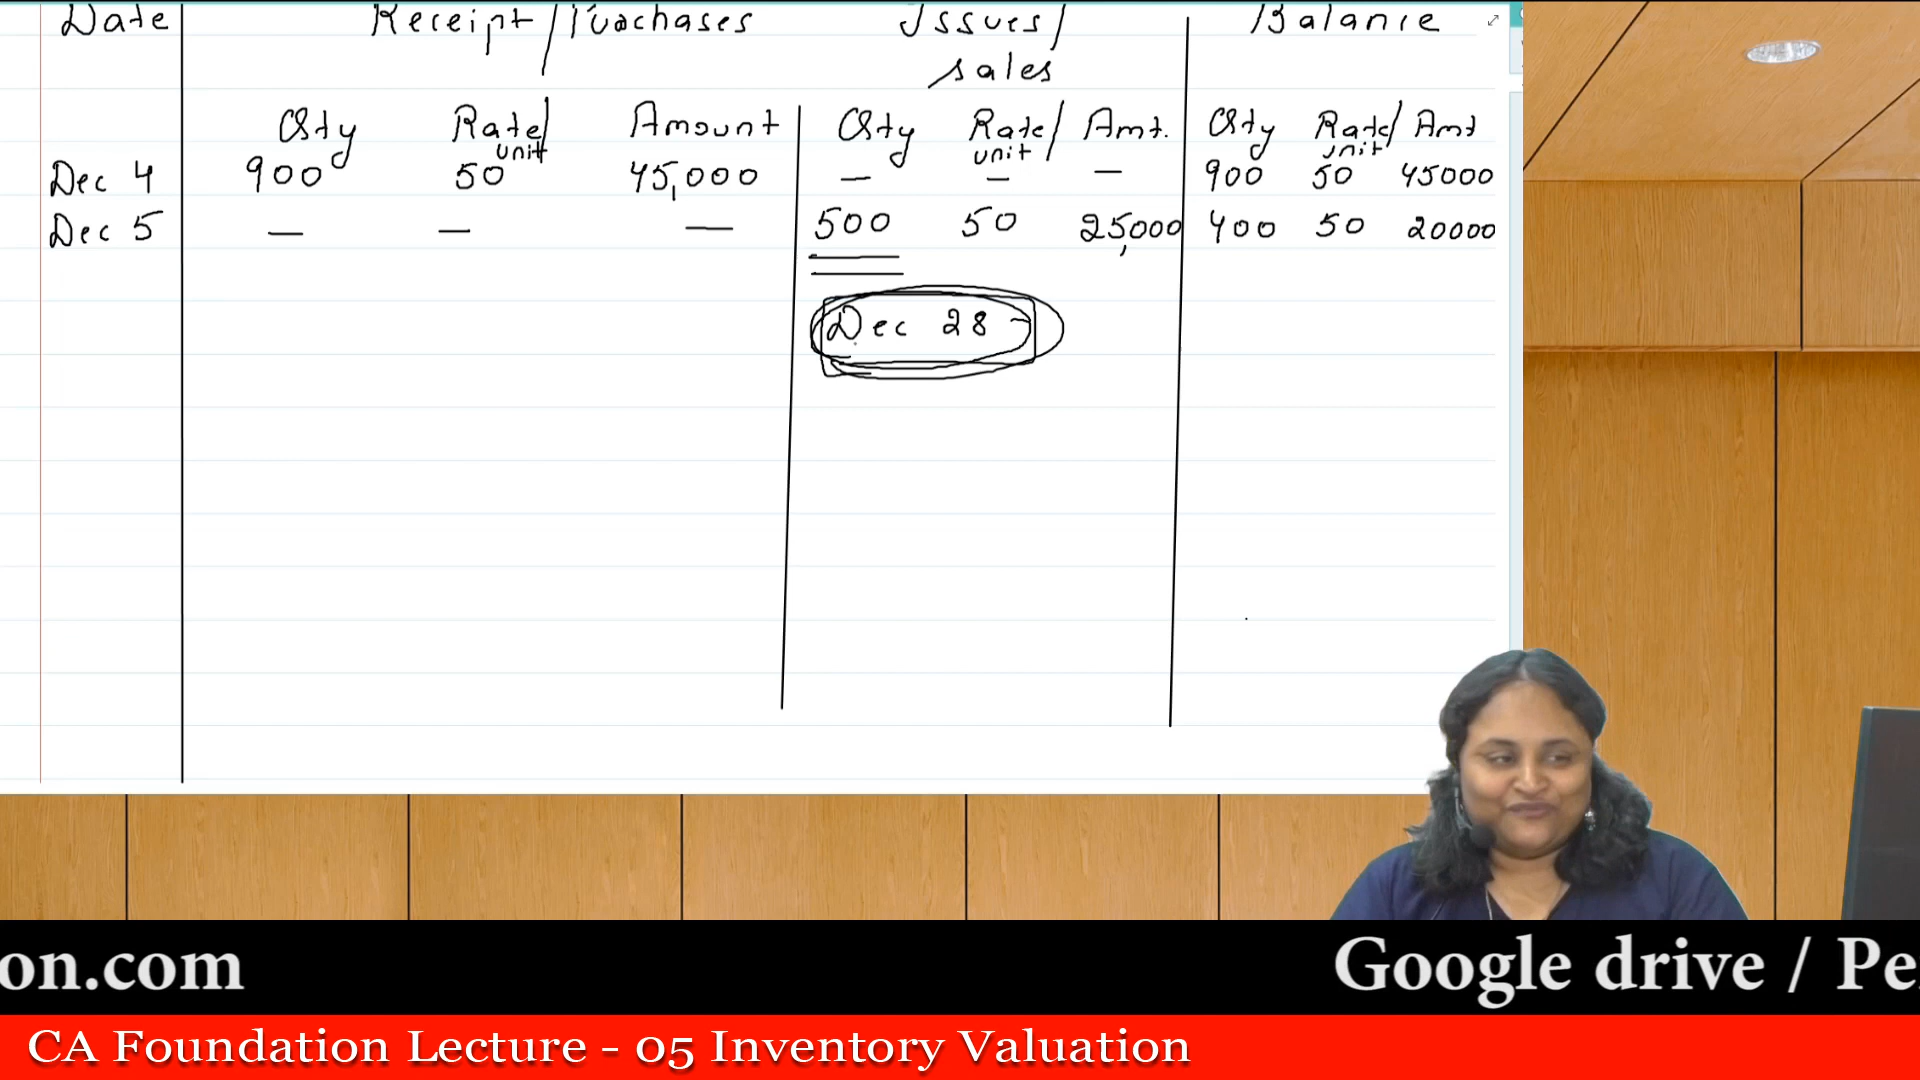 Date Receipt/Purchases Issues/ Balance
sales
Qty Rate/ Amount Qty Rate/ Amt. Qty Rate/ Amt
unit unit unit
Dec 4 900 50 45,000 — — — 900 50 45000
Dec 5 — — — 500 50 25,000 400 50 20000
Dec 28
on.com Google drive / Pe
CA Foundation Lecture - 05 Inventory Valuation